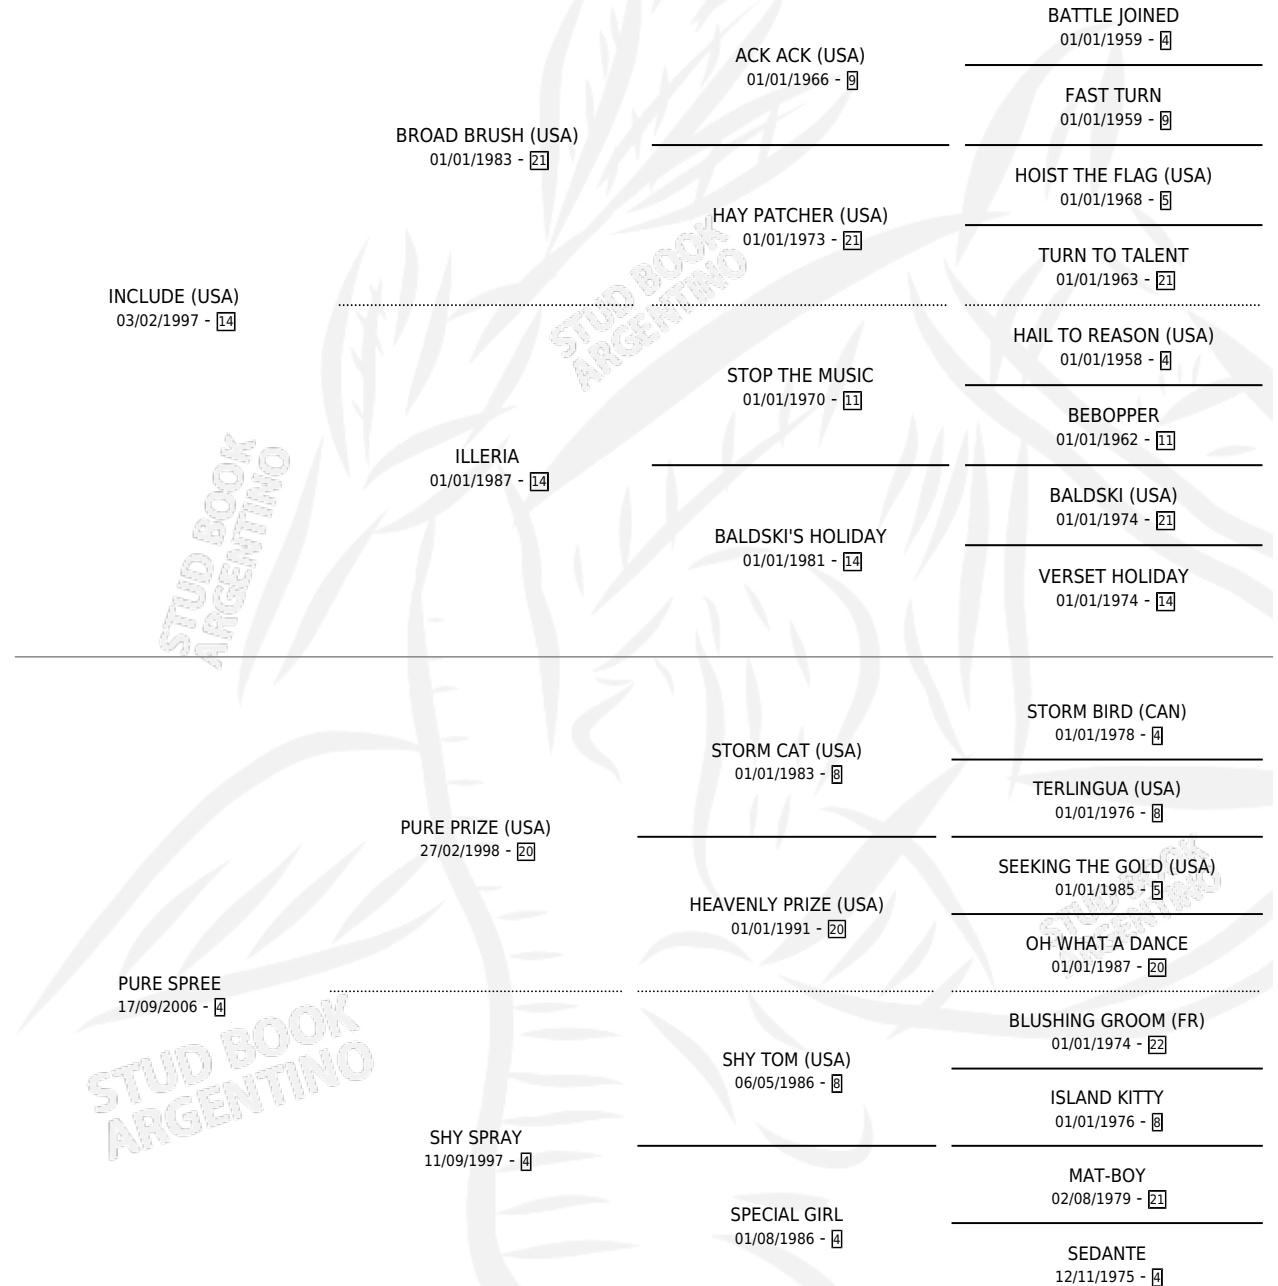 BATTLE JOINED
01/01/1959 - 4
ACK ACK (USA)
01/01/1966 - 9
FAST TURN
01/01/1959 - 9
BROAD BRUSH (USA)
01/01/1983 - 21
HOIST THE FLAG (USA)
01/01/1968 - 5
HAY PATCHER (USA)
01/01/1973 - 21
TURN TO TALENT
01/01/1963 - 21
INCLUDE (USA)
03/02/1997 - 14
HAIL TO REASON (USA)
01/01/1958 - 4
STOP THE MUSIC
01/01/1970 - 11
BEBOPPER
01/01/1962 - 11
ILLERIA
01/01/1987 - 14
BALDSKI (USA)
01/01/1974 - 21
BALDSKI'S HOLIDAY
01/01/1981 - 14
VERSET HOLIDAY
01/01/1974 - 14
STUD BOOK
ARGENTINO
STUD BOOK
ARGENTINO
STORM BIRD (CAN)
01/01/1978 - 4
STORM CAT (USA)
01/01/1983 - 8
TERLINGUA (USA)
01/01/1976 - 8
PURE PRIZE (USA)
27/02/1998 - 20
SEEKING THE GOLD (USA)
01/01/1985 - 5
HEAVENLY PRIZE (USA)
01/01/1991 - 20
OH WHAT A DANCE
01/01/1987 - 20
STUD BOOK
ARGENTINO
PURE SPREE
17/09/2006 - 4
BLUSHING GROOM (FR)
01/01/1974 - 22
SHY TOM (USA)
06/05/1986 - 8
ISLAND KITTY
01/01/1976 - 8
STUD BOOK
ARGENTINO
SHY SPRAY
11/09/1997 - 4
MAT-BOY
02/08/1979 - 21
SPECIAL GIRL
01/08/1986 - 4
SEDANTE
12/11/1975 - 4